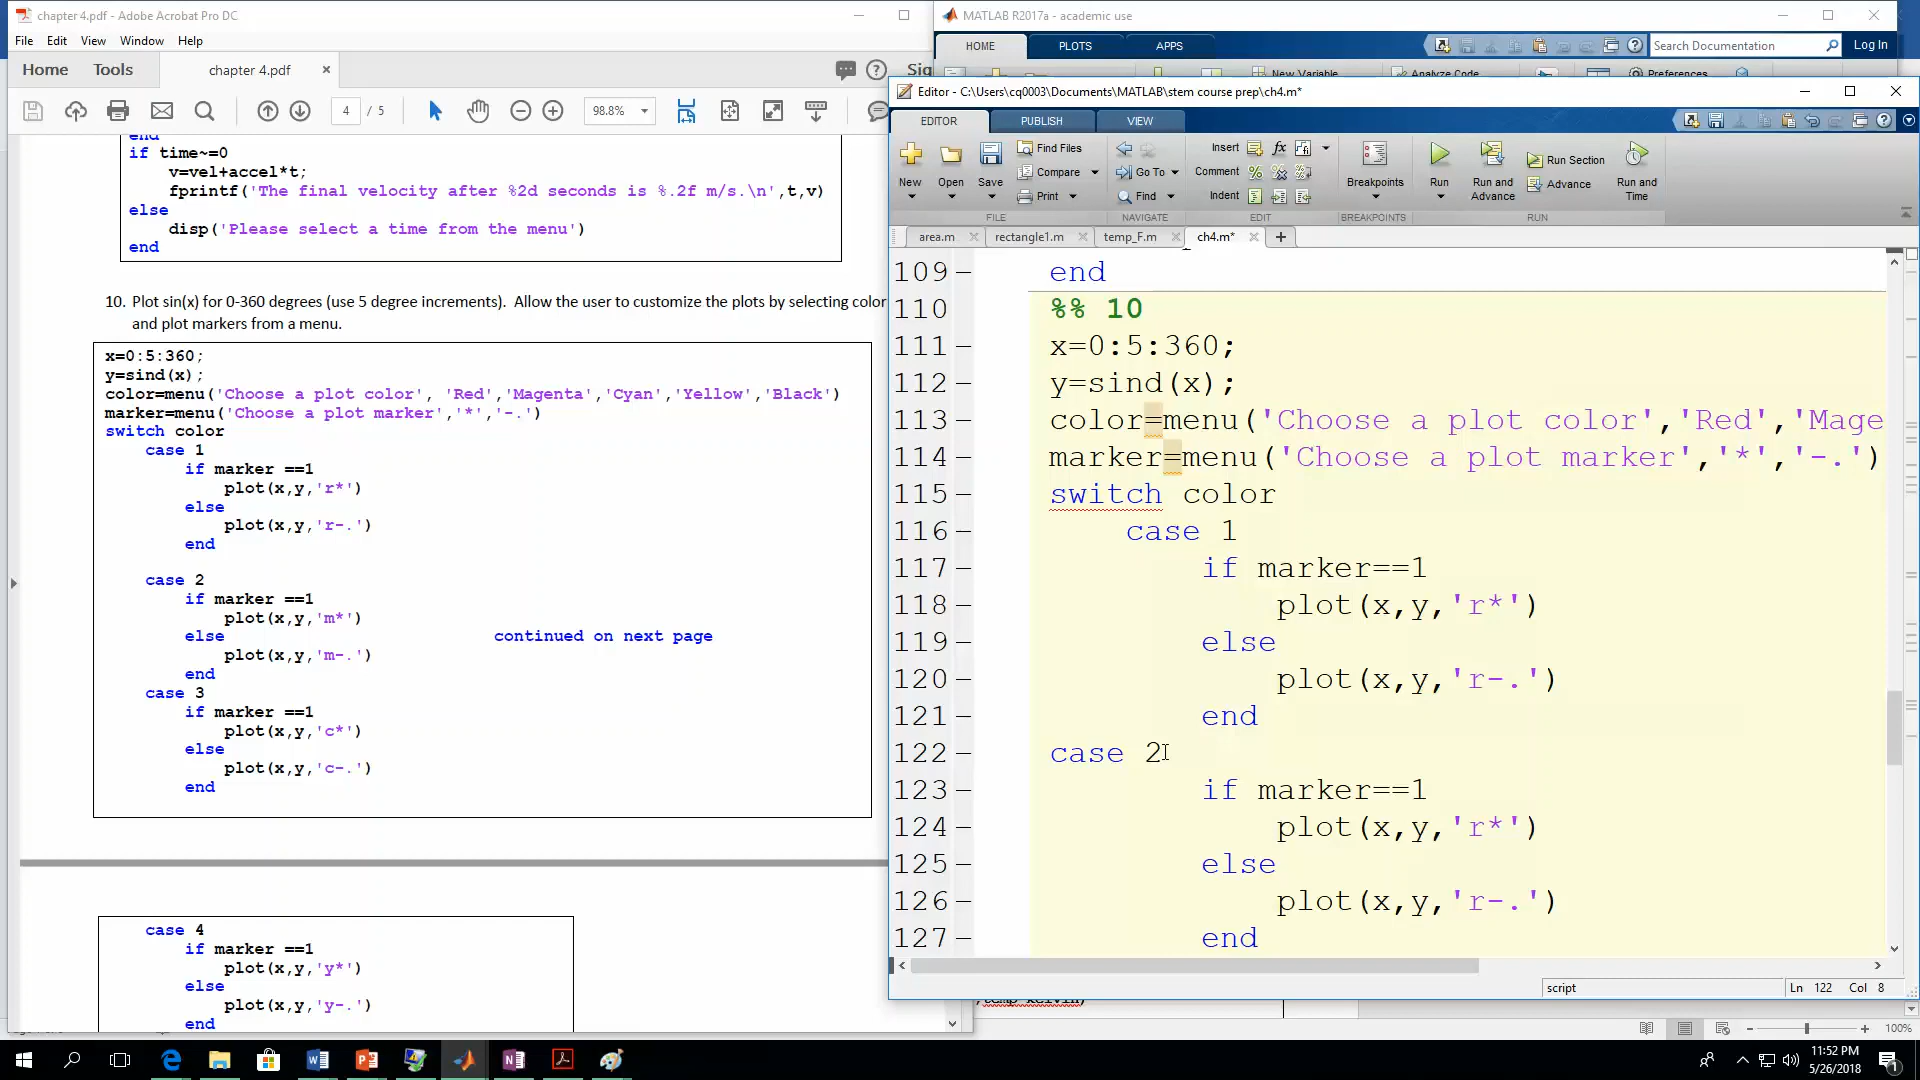 chapter 4.pdf - Adobe Acrobat Pro DC
File Edit View Window Help
Home Tools chapter 4.pdf ×
4 / 5 98.8%
end
if time~=0
v=vel+accel*t;
fprintf('The final velocity after %2d seconds is %.2f m/s.\n',t,v)
else
disp('Please select a time from the menu')
end
10. Plot sin(x) for 0-360 degrees (use 5 degree increments). Allow the user to customize the plots by selecting color
and plot markers from a menu.
x=0:5:360;
y=sind(x);
color=menu('Choose a plot color', 'Red','Magenta','Cyan','Yellow','Black')
marker=menu('Choose a plot marker','*','-.')
switch color
case 1
if marker ==1
plot(x,y,'r*')
else
plot(x,y,'r-.')
end
case 2
if marker ==1
plot(x,y,'m*')
else continued on next page
plot(x,y,'m-.')
end
case 3
if marker ==1
plot(x,y,'c*')
else
plot(x,y,'c-.')
end
case 4
if marker ==1
plot(x,y,'y*')
else
plot(x,y,'y-.')
end
MATLAB R2017a - academic use
HOME PLOTS APPS
Search Documentation Log In
New Variable Analyze Code Preferences
Editor - C:\Users\cq0003\Documents\MATLAB\stem course prep\ch4.m*
EDITOR PUBLISH VIEW
New Open Save Find Files Compare Print Go To Find Insert Comment Indent Breakpoints Run Run and Advance Run Section Advance Run and Time
FILE NAVIGATE EDIT BREAKPOINTS RUN
area.m rectangle1.m temp_F.m ch4.m*
109 end
110 %% 10
111 x=0:5:360;
112 y=sind(x);
113 color=menu('Choose a plot color','Red','Mage
114 marker=menu('Choose a plot marker','*','-.')
115 switch color
116 case 1
117 if marker==1
118 plot(x,y,'r*')
119 else
120 plot(x,y,'r-.')
121 end
122 case 2
123 if marker==1
124 plot(x,y,'r*')
125 else
126 plot(x,y,'r-.')
127 end
script Ln 122 Col 8
100%
11:52 PM
5/26/2018